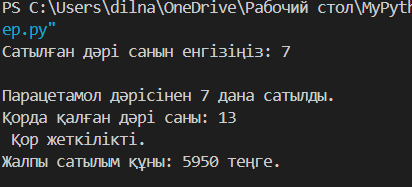 PS C:\Users\dilna\OneDrive\Рабочий стол\MyPyth
ер.py"
Сатылған дәрі санын енгізіңіз: 7
Парацетамол дәрісінен 7 дана сатылды.
Қорда қалған дәрі саны: 13
Қор жеткілікті.
Жалпы сатылым құны: 5950 теңге.